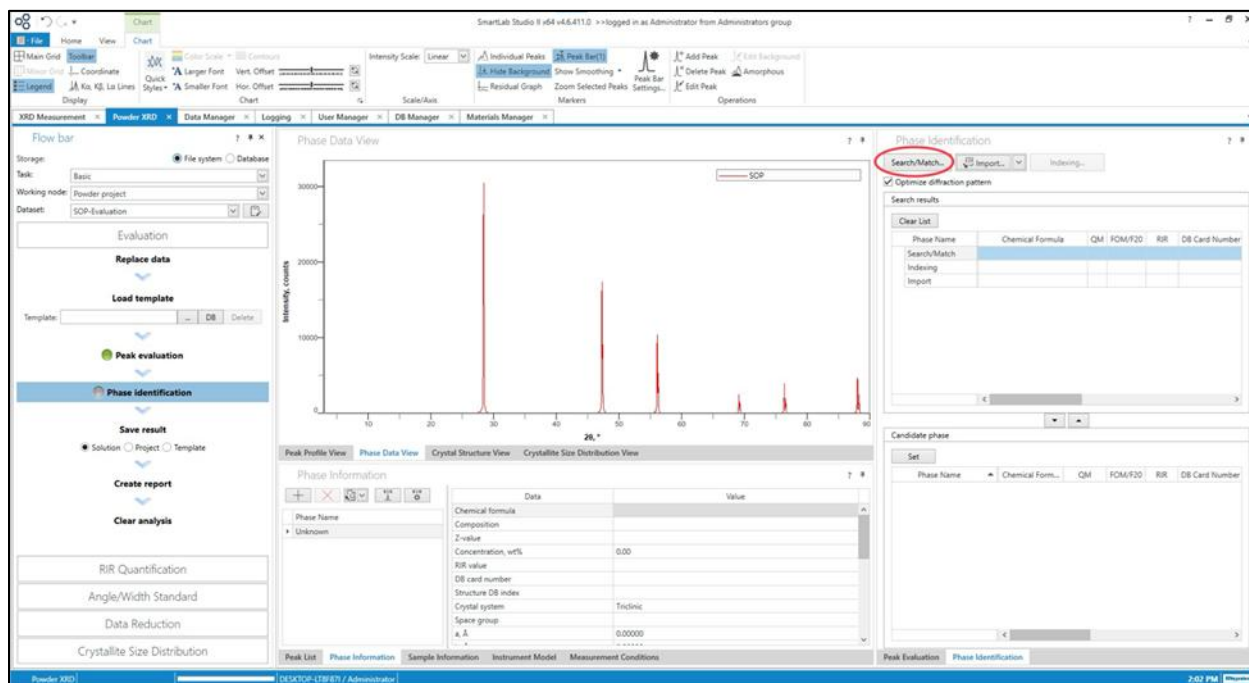 Chart
SmartLab Studio II x64 v4.6.411.0 >>logged in as Administrator from Administrators group
File Home View Chart
Main Grid Toolbar
Color Scale Contours
Intensity Scale: Linear
Individual Peaks Peak Bar(1)
Add Peak Edit Background
Minor Grid Coordinate
Quick Styles
Larger Font Vert. Offset
Hide Background Show Smoothing
Peak Bar Settings...
Delete Peak Amorphous
Legend Kα, Kβ, Lα Lines
Smaller Font Hor. Offset
Residual Graph Zoom Selected Peaks
Edit Peak
Display Chart Scale/Axis Markers Operations
XRD Measurement Powder XRD Data Manager Logging User Manager DB Manager Materials Manager
Flow bar
Storage: File system Database
Task: Basic
Working node: Powder project
Dataset: SOP-Evaluation
Evaluation
Replace data
Load template
Template: ... DB Delete
Peak evaluation
Phase identification
Save result
Solution Project Template
Create report
Clear analysis
RIR Quantification
Angle/Width Standard
Data Reduction
Crystallite Size Distribution
Phase Data View
SOP
Intensity, counts
30000
20000
10000
0
10 20 30 40 50 60 70 80 90
2θ, °
Peak Profile View Phase Data View Crystal Structure View Crystallite Size Distribution View
Phase Information
Phase Name
Unknown
Data Value
Chemical formula
Composition
Z-value
Concentration, wt% 0.00
RIR value
DB card number
Structure DB index
Crystal system Triclinic
Space group
a, Å 0.00000
Peak List Phase Information Sample Information Instrument Model Measurement Conditions
Phase Identification
Search/Match... Import... Indexing...
Optimize diffraction pattern
Search results
Clear List
Phase Name Chemical Formula QM FOM/F20 RIR DB Card Number
Search/Match
Indexing
Import
Candidate phase
Set
Phase Name Chemical Form... QM FOM/F20 RIR DB Card Number
Peak Evaluation Phase Identification
Powder XRD DESKTOP-LT8F87I / Administrator 2:02 PM